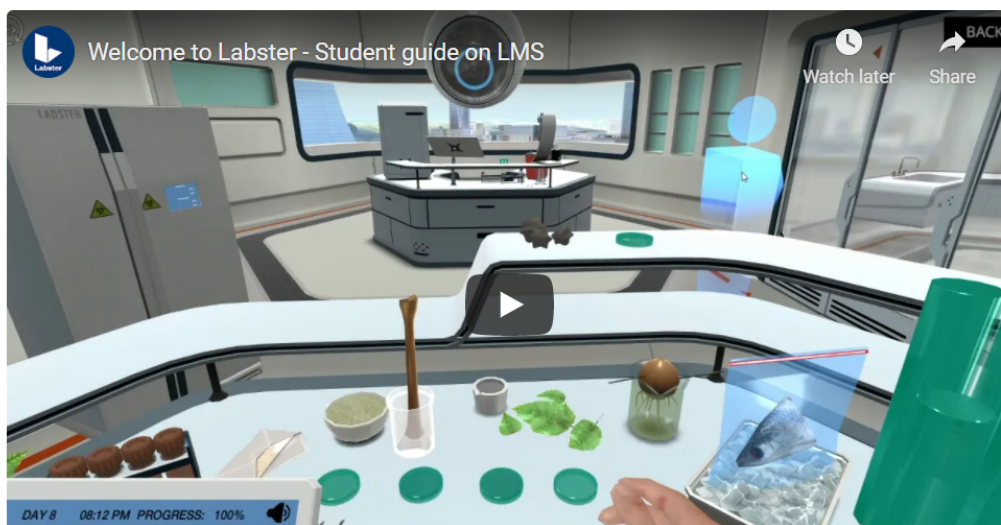 Labster
Welcome to Labster - Student guide on LMS
Watch later
Share
BACK
LABSTER
DAY 8 08:12 PM PROGRESS: 100%